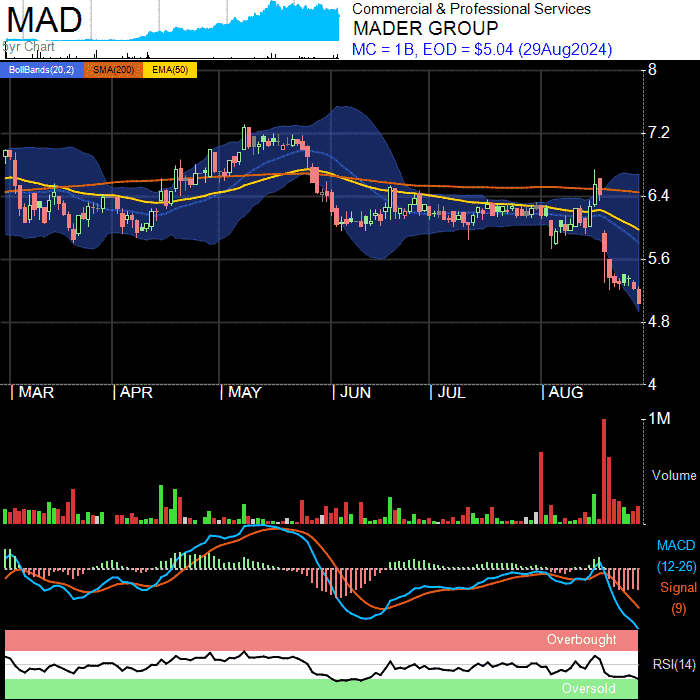 MAD
5yr Chart
Commercial & Professional Services
MADER GROUP
MC = 1B, EOD = $5.04 (29Aug2024)
BollBands(20,2) SMA(200) EMA(50)
8
7.2
6.4
5.6
4.8
4
MAR APR MAY JUN JUL AUG
1M
Volume
MACD
(12-26)
Signal
(9)
Overbought
RSI(14)
Oversold